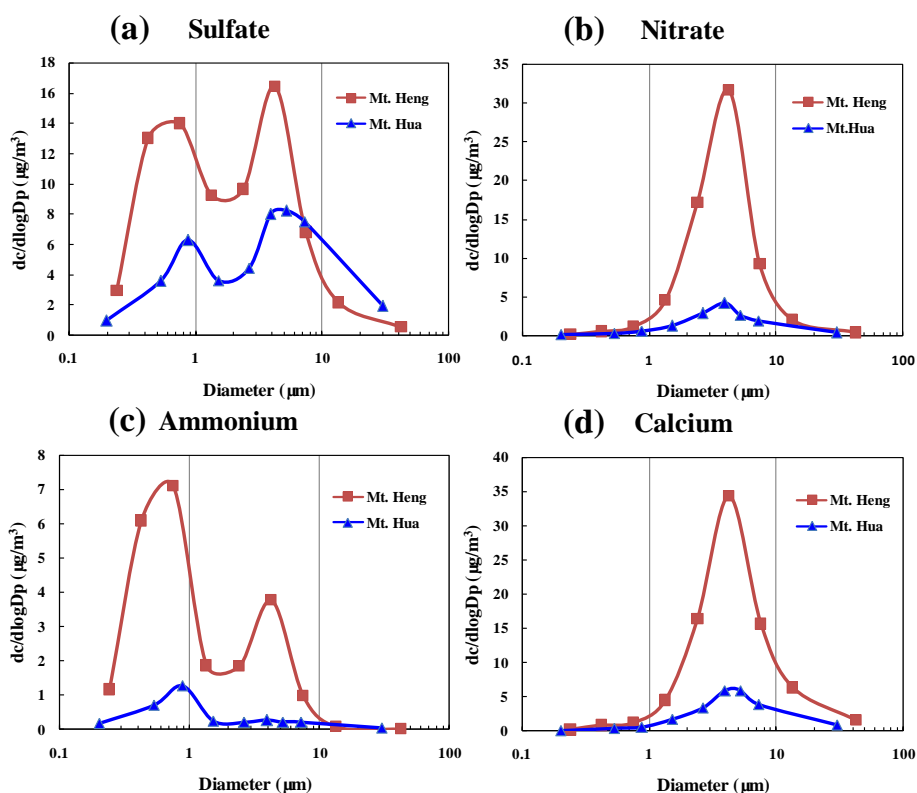 (a) Sulfate
dc/dlogDp (µg/m³)
18
16
14
12
10
8
6
4
2
0
Mt. Heng
Mt. Hua
0.1 1 10 100
Diameter (µm)
(b) Nitrate
dc/dlogDp (µg/m³)
35
30
25
20
15
10
5
0
Mt. Heng
Mt.Hua
0.1 1 10 100
Diameter (µm)
(c) Ammonium
dc/dlogDp (µg/m³)
8
7
6
5
4
3
2
1
0
Mt. Heng
Mt. Hua
0.1 1 10 100
Diameter (µm)
(d) Calcium
dc/dlogDp (µg/m³)
40
35
30
25
20
15
10
5
0
Mt. Heng
Mt. Hua
0.1 1 10 100
Diameter (µm)